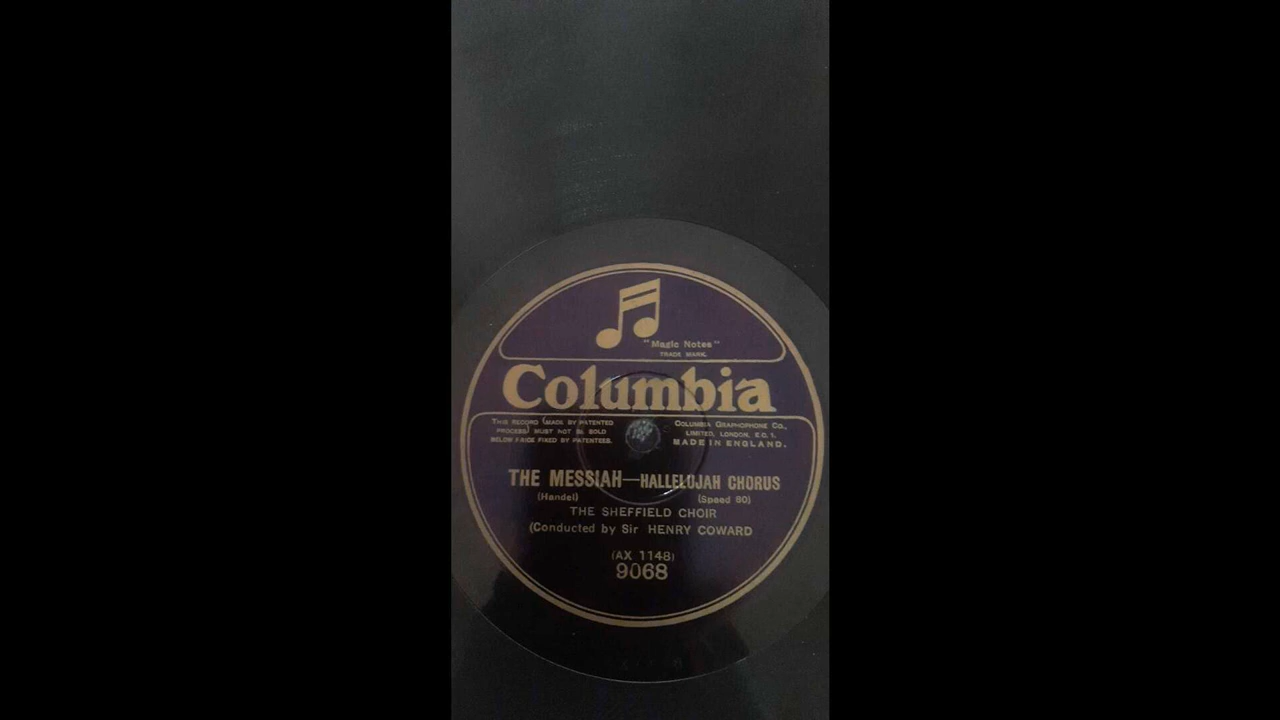 "Magic Notes"
TRADE MARK.
Columbia
THIS RECORD (MADE BY PATENTED
PROCESS) MUST NOT BE SOLD
BELOW PRICE FIXED BY PATENTEES.
COLUMBIA GRAPHOPHONE CO.,
LIMITED, LONDON, E.C.1.
MADE IN ENGLAND.
THE MESSIAH—HALLELUJAH CHORUS
(Handel) (Speed 80)
THE SHEFFIELD CHOIR
(Conducted by Sir HENRY COWARD
(AX 1148)
9068